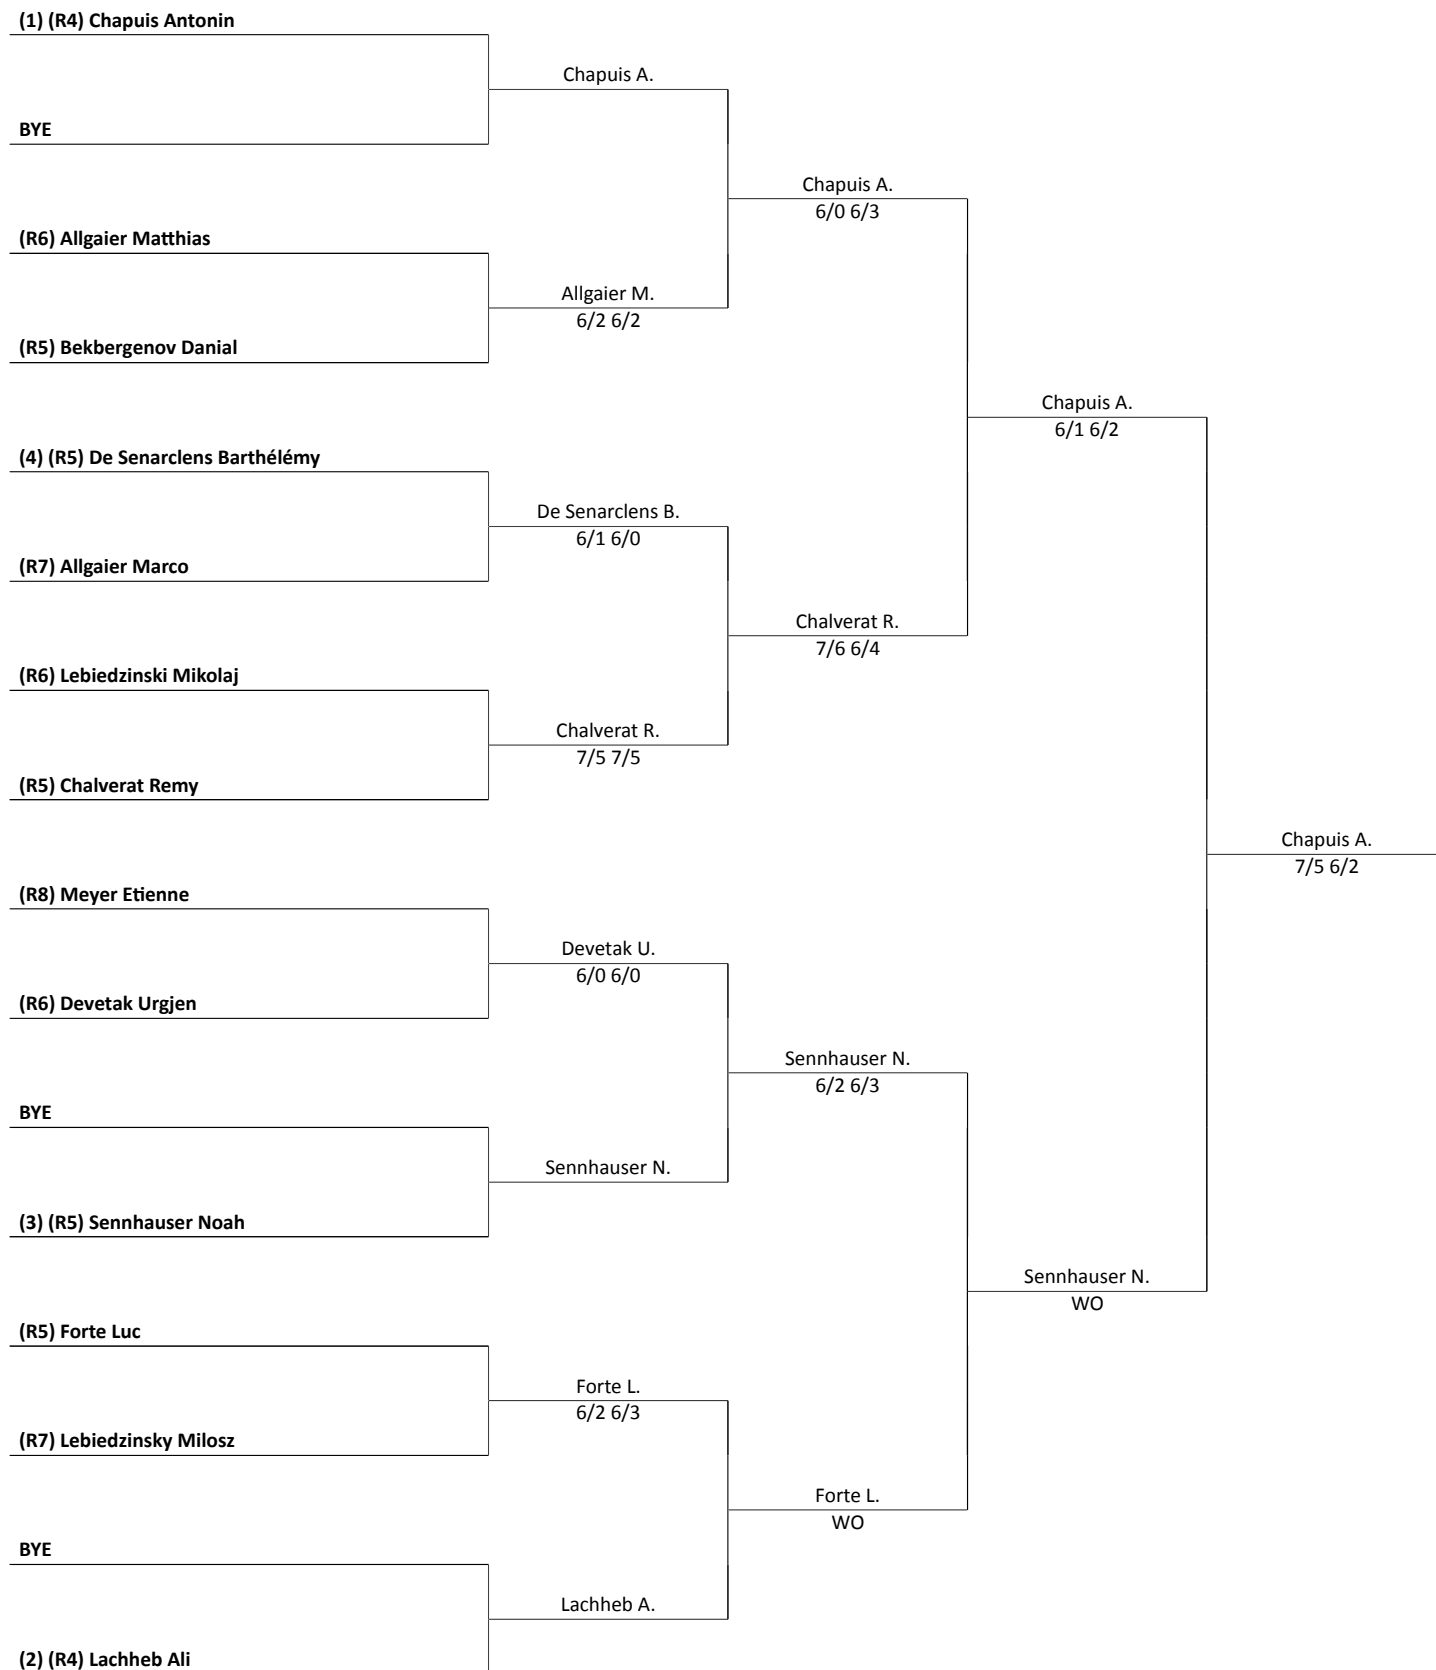 (1) (R4) Chapuis Antonin
Chapuis A.
BYE
Chapuis A.
6/0 6/3
(R6) Allgaier Matthias
Allgaier M.
6/2 6/2
(R5) Bekbergenov Danial
Chapuis A.
6/1 6/2
(4) (R5) De Senarclens Barthélémy
De Senarclens B.
6/1 6/0
(R7) Allgaier Marco
Chalverat R.
7/6 6/4
(R6) Lebiedzinski Mikolaj
Chalverat R.
7/5 7/5
(R5) Chalverat Remy
Chapuis A.
7/5 6/2
(R8) Meyer Etienne
Devetak U.
6/0 6/0
(R6) Devetak Urgjen
Sennhauser N.
6/2 6/3
BYE
Sennhauser N.
(3) (R5) Sennhauser Noah
Sennhauser N.
WO
(R5) Forte Luc
Forte L.
6/2 6/3
(R7) Lebiedzinsky Milosz
Forte L.
WO
BYE
Lachheb A.
(2) (R4) Lachheb Ali